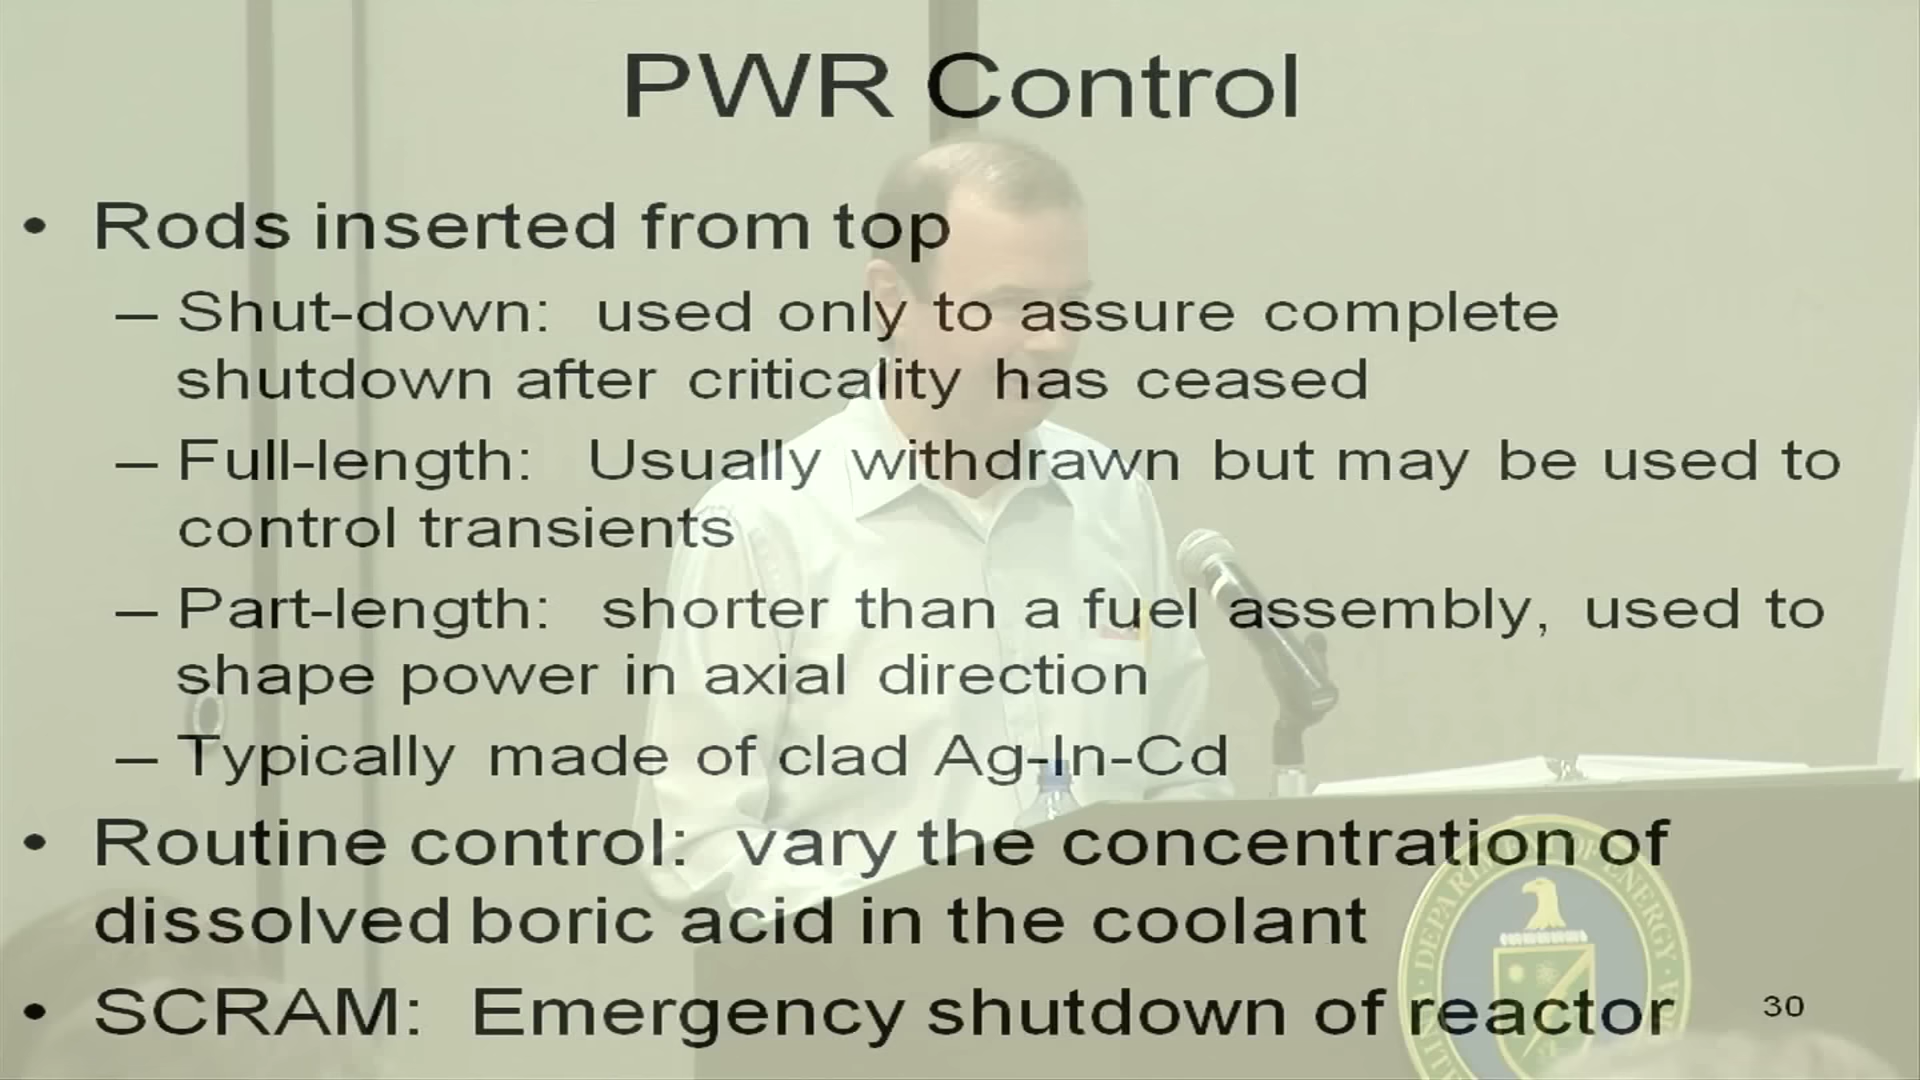 PWR Control
• Rods inserted from top
– Shut-down: used only to assure complete
shutdown after criticality has ceased
– Full-length: Usually withdrawn but may be used to
control transients
– Part-length: shorter than a fuel assembly, used to
shape power in axial direction
– Typically made of clad Ag-In-Cd
• Routine control: vary the concentration of
dissolved boric acid in the coolant
• SCRAM: Emergency shutdown of reactor
30
DEPARTMENT OF ENERGY